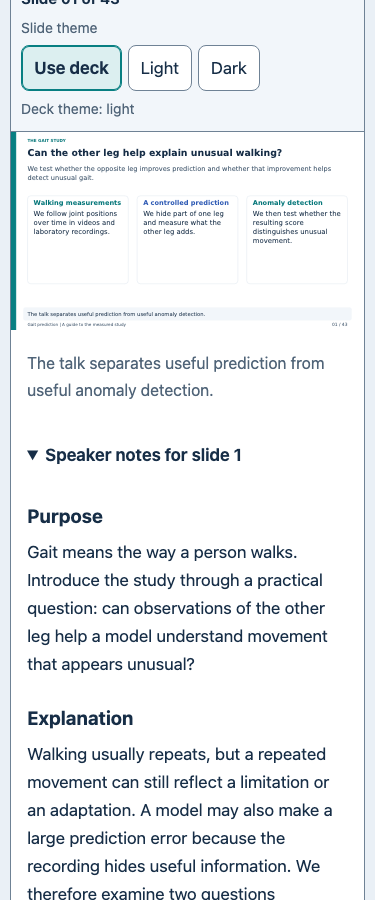 Slide 01 of 43
Slide theme
Use deck
Light
Dark
Deck theme: light
THE GAIT STUDY
Can the other leg help explain unusual walking?
We test whether the opposite leg improves prediction and whether that improvement helps
detect unusual gait.
Walking measurements
We follow joint positions
over time in videos and
laboratory recordings.
A controlled prediction
We hide part of one leg
and measure what the
other leg adds.
Anomaly detection
We then test whether the
resulting score
distinguishes unusual
movement.
The talk separates useful prediction from useful anomaly detection.
Gait prediction | A guide to the measured study
01 / 43
The talk separates useful prediction from
useful anomaly detection.
▼ Speaker notes for slide 1
Purpose
Gait means the way a person walks.
Introduce the study through a practical
question: can observations of the other
leg help a model understand movement
that appears unusual?
Explanation
Walking usually repeats, but a repeated
movement can still reflect a limitation or
an adaptation. A model may also make a
large prediction error because the
recording hides useful information. We
therefore examine two questions